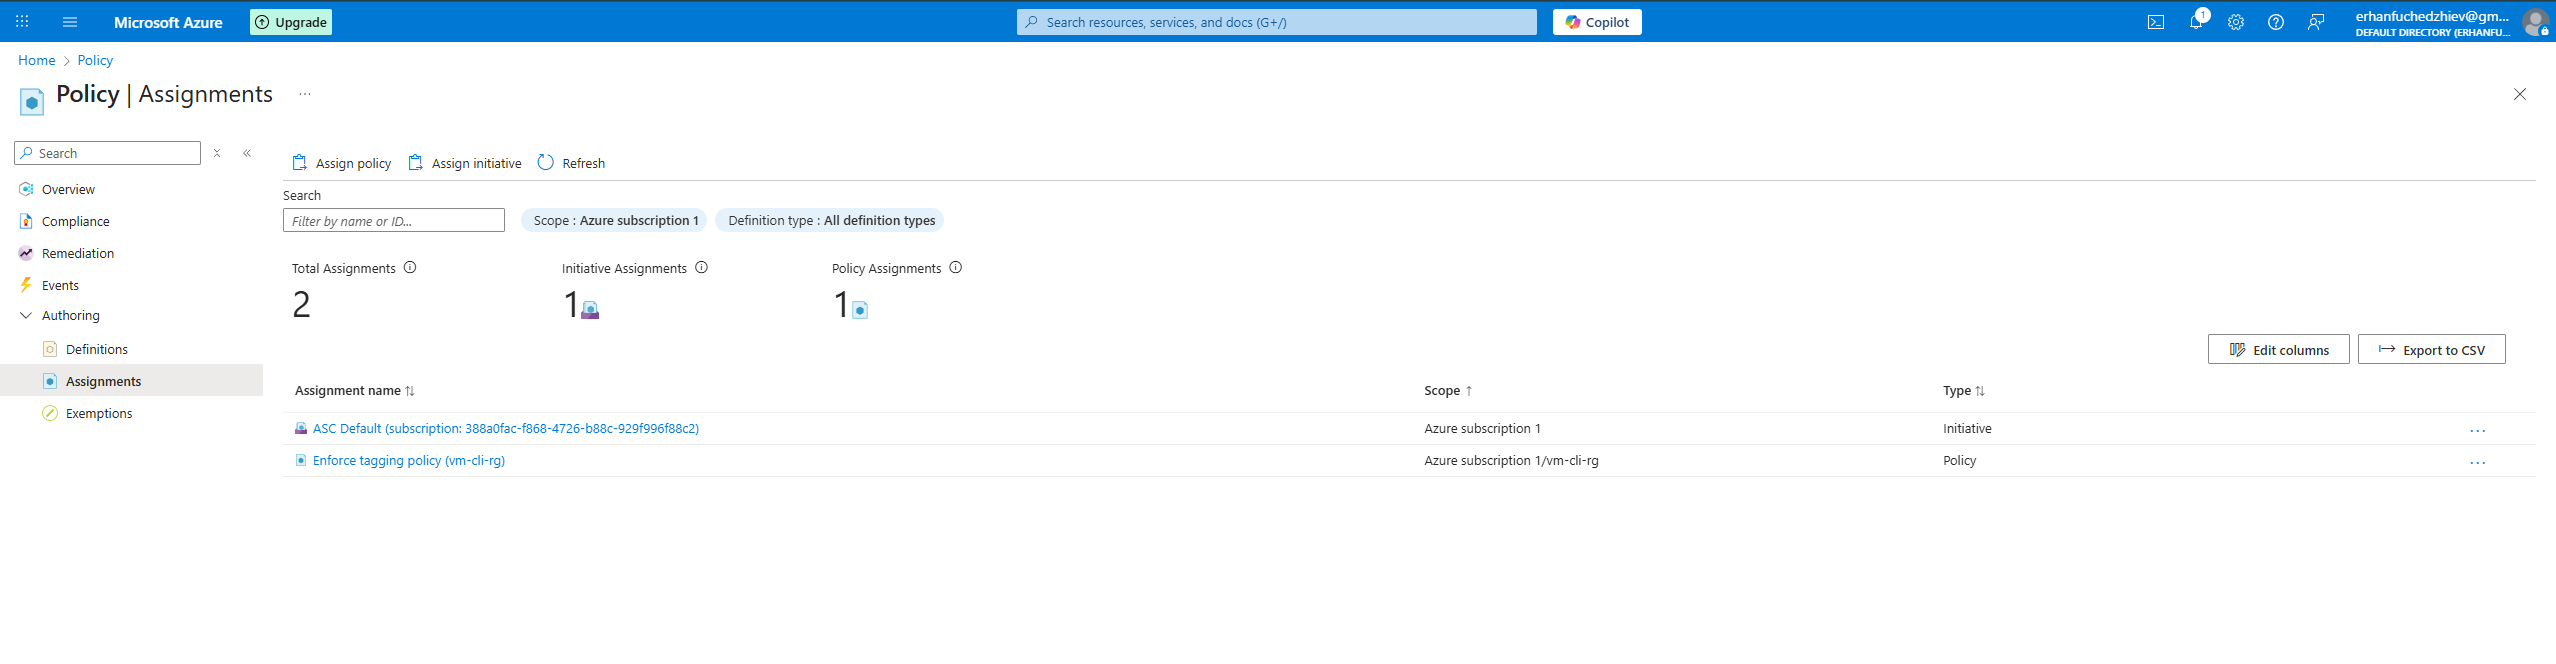 Microsoft Azure
Upgrade
Search resources, services, and docs (G+/)
Copilot
1
erhanfuchedzhiev@gm...
DEFAULT DIRECTORY (ERHANFU...
Home > Policy
Policy | Assignments ...
Search
Overview
Compliance
Remediation
Events
Authoring
Definitions
Assignments
Exemptions
Assign policy
Assign initiative
Refresh
Search
Filter by name or ID...
Scope : Azure subscription 1
Definition type : All definition types
Total Assignments
2
Initiative Assignments
1
Policy Assignments
1
Edit columns
Export to CSV
Assignment name Scope Type
ASC Default (subscription: 388a0fac-f868-4726-b88c-929f996f88c2) Azure subscription 1 Initiative ...
Enforce tagging policy (vm-cli-rg) Azure subscription 1/vm-cli-rg Policy ...